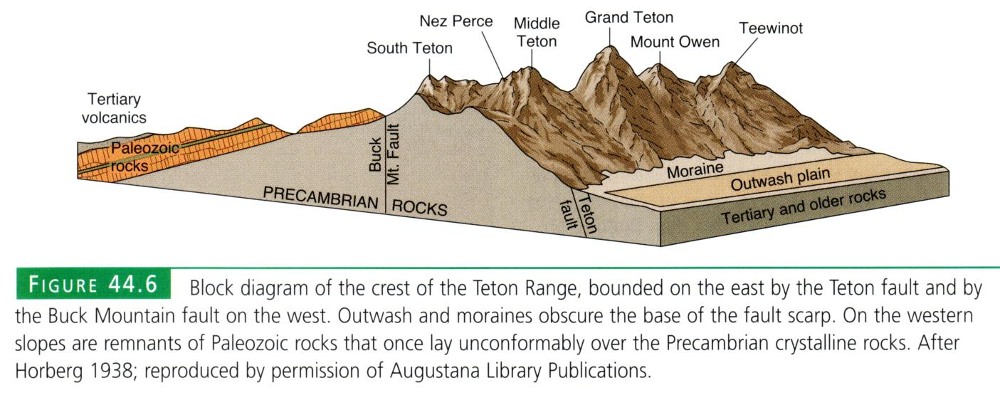 Grand Teton
Nez Perce
Middle
Teton
Teewinot
Mount Owen
South Teton
Tertiary
volcanics
Paleozoic
rocks
Buck
Mt. Fault
PRECAMBRIAN ROCKS
Teton
fault
Moraine
Outwash plain
Tertiary and older rocks
FIGURE 44.6 Block diagram of the crest of the Teton Range, bounded on the east by the Teton fault and by
the Buck Mountain fault on the west. Outwash and moraines obscure the base of the fault scarp. On the western
slopes are remnants of Paleozoic rocks that once lay unconformably over the Precambrian crystalline rocks. After
Horberg 1938; reproduced by permission of Augustana Library Publications.